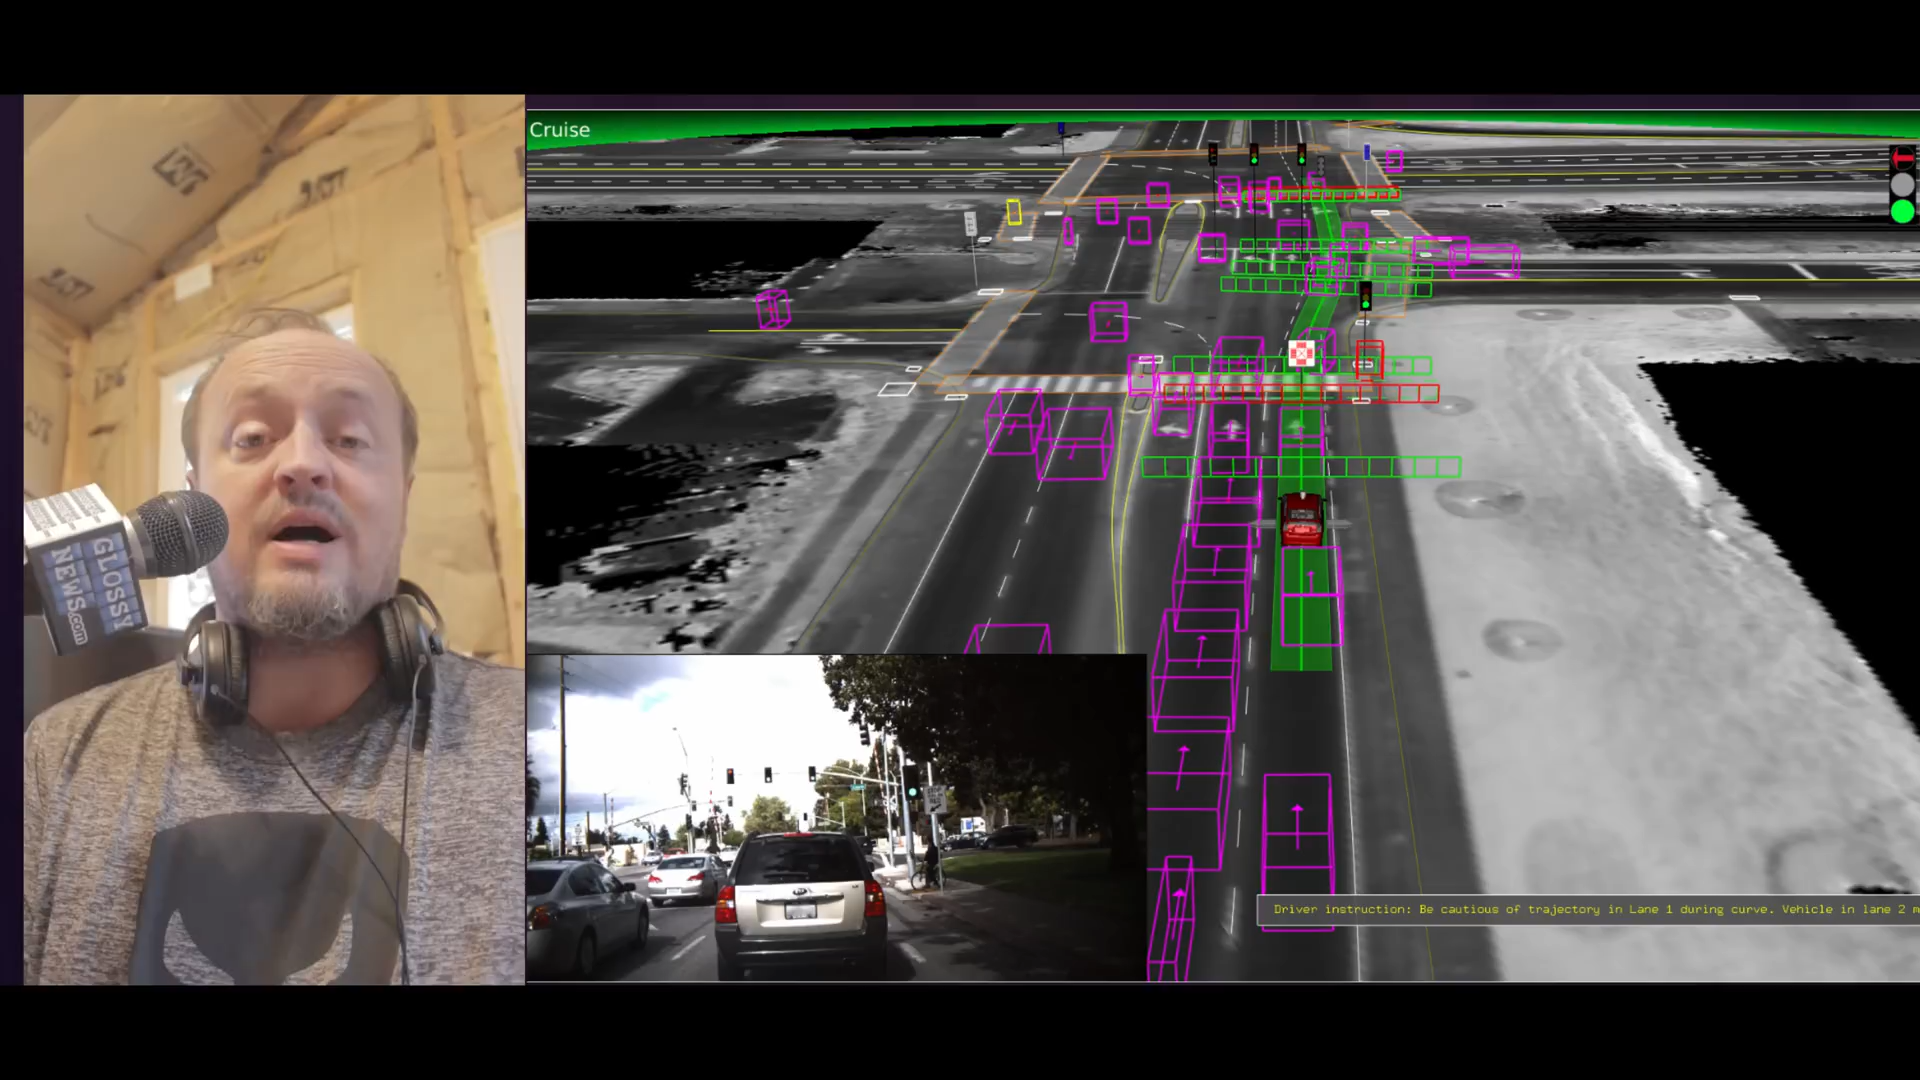 Cruise
GLOSSY
NEWS.com
Driver instruction: Be cautious of trajectory in Lane 1 during curve. Vehicle in lane 2 m